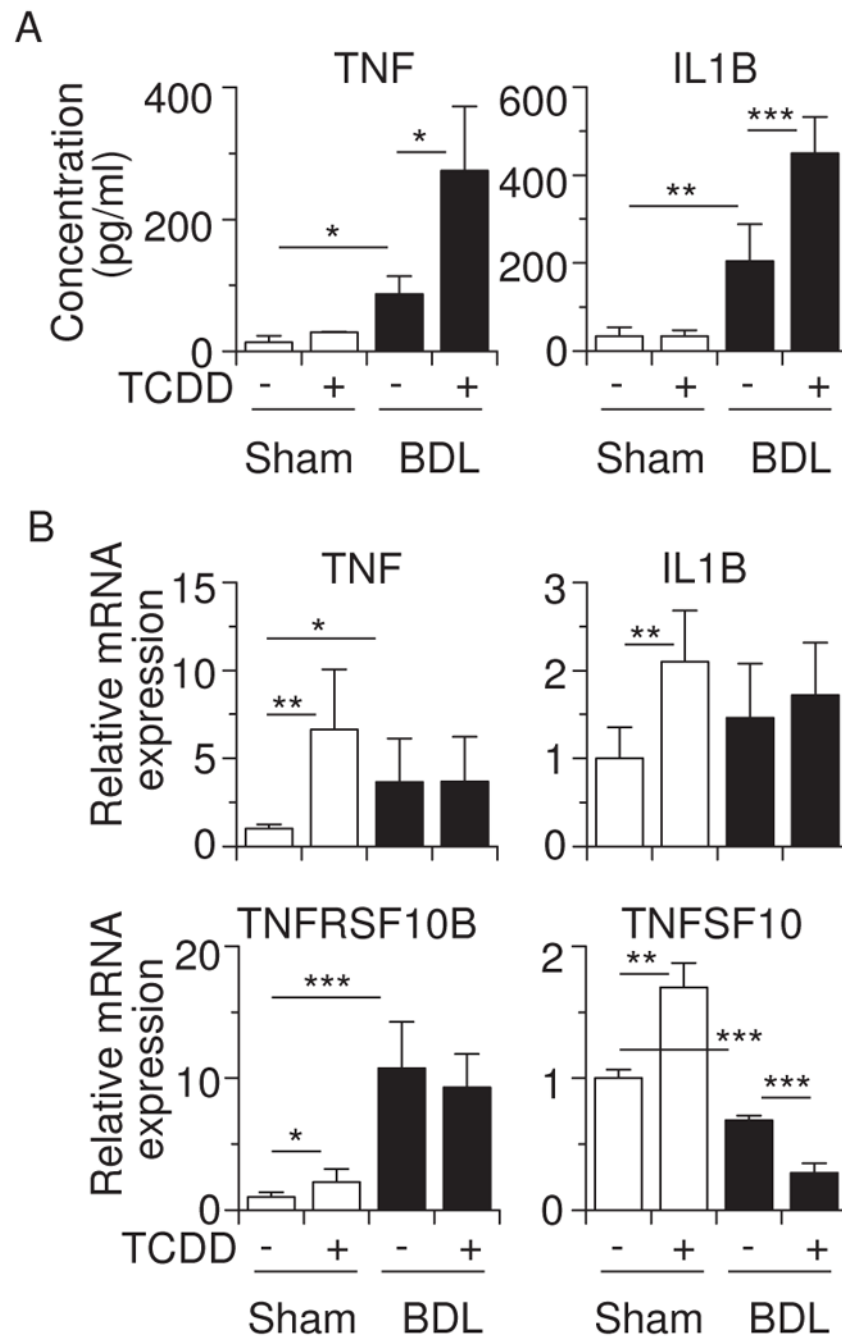 A
TNF IL1B
Concentration
(pg/ml)
400 600
* ***
400
200 * **
200
0 0
TCDD - + - + - + - +
Sham BDL Sham BDL
B
TNF IL1B
Relative mRNA
expression
15 3
* **
10 2
**
5 1
0 0
TNFRSF10B TNFSF10
Relative mRNA
expression
20 2
*** **
***
10 1
***
*
0 0
TCDD - + - + - + - +
Sham BDL Sham BDL